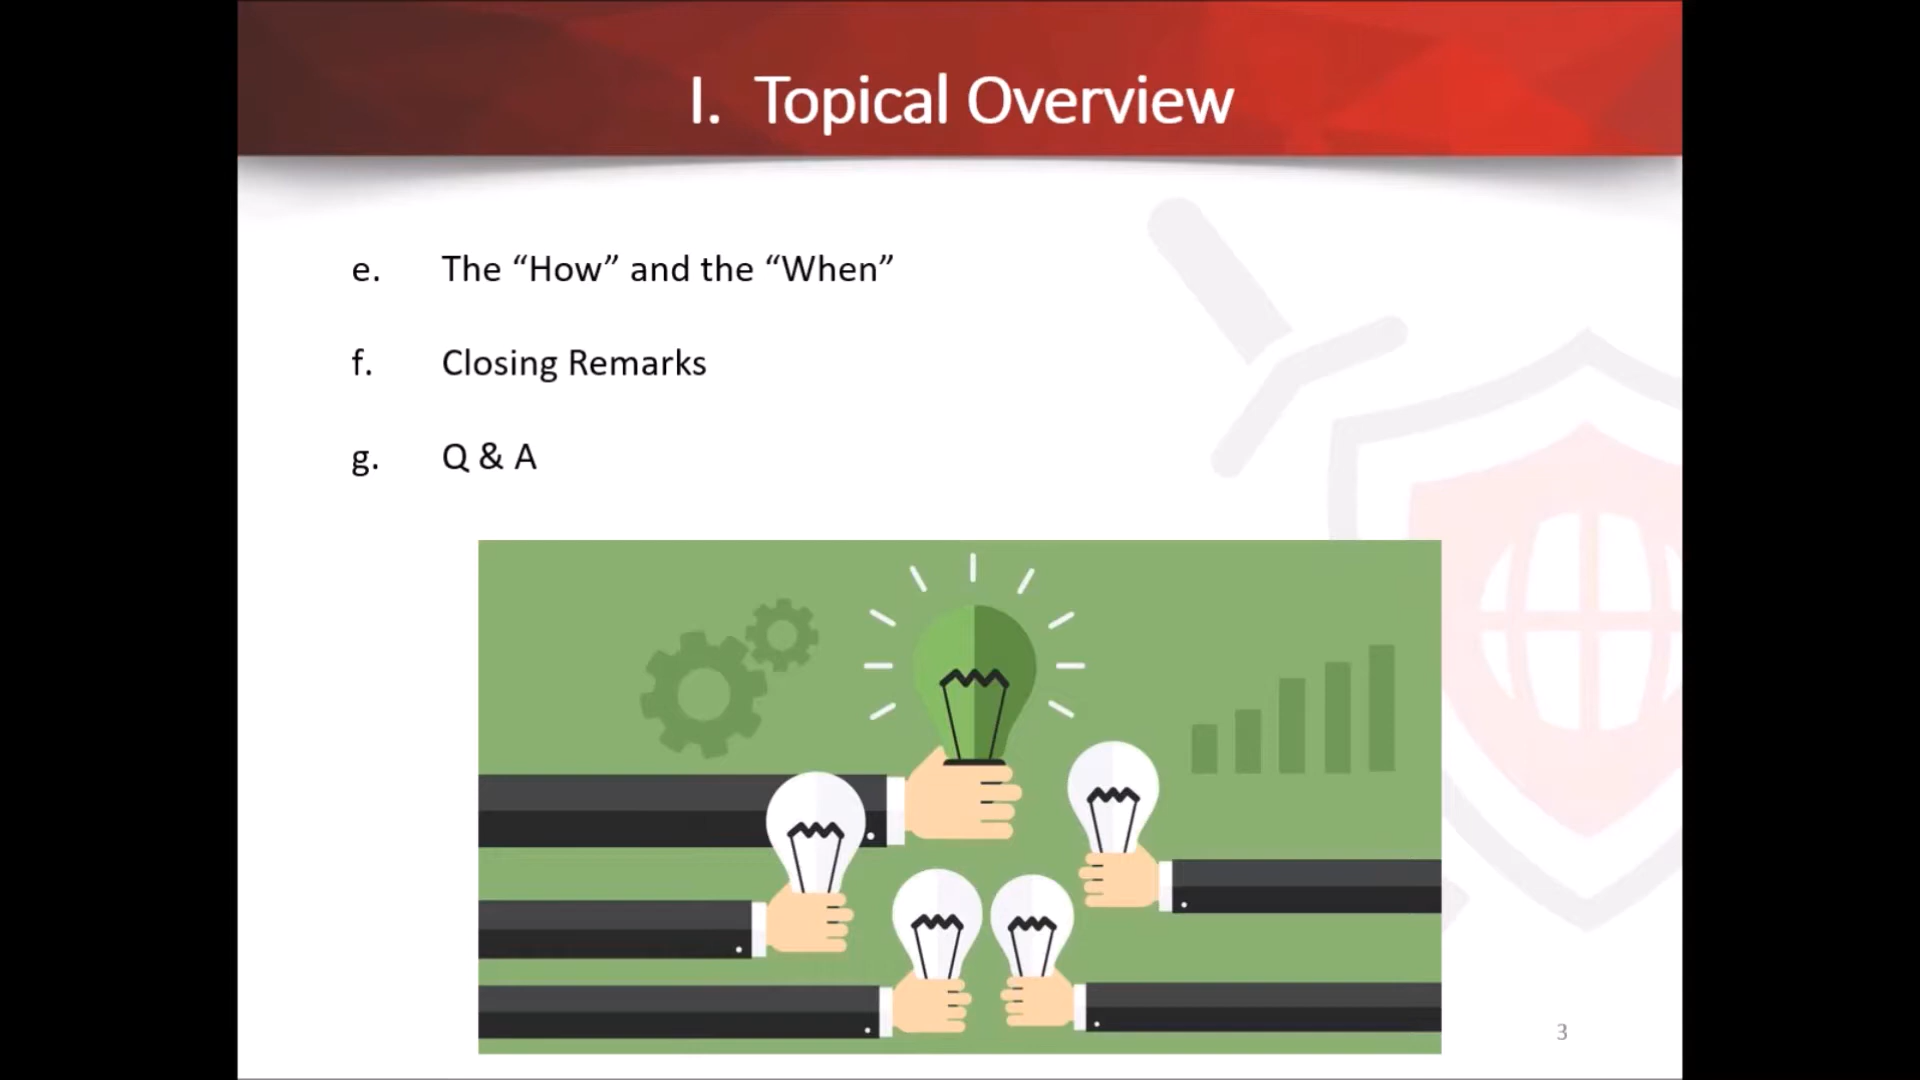 I. Topical Overview
e. The “How” and the “When”
f. Closing Remarks
g. Q & A
3